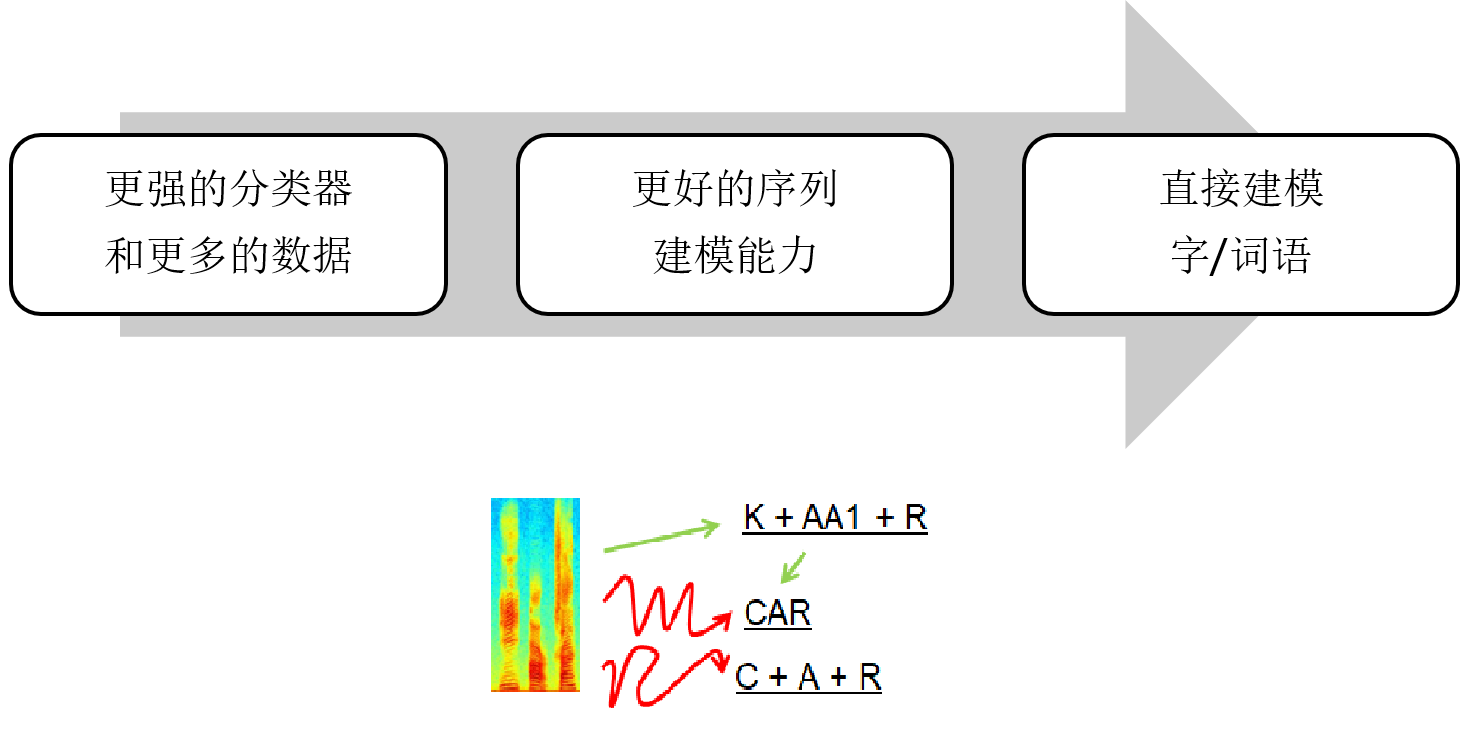 更强的分类器
和更多的数据
更好的序列
建模能力
直接建模
字/词语
K + AA1 + R
CAR
C + A + R